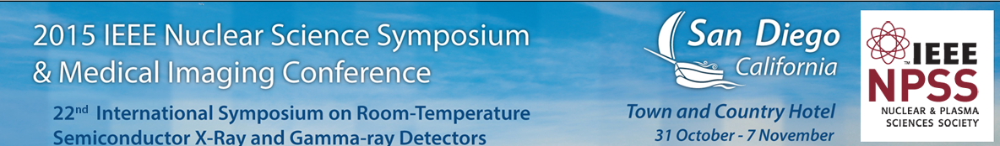 2015 IEEE Nuclear Science Symposium
& Medical Imaging Conference
22nd International Symposium on Room-Temperature
Semiconductor X-Ray and Gamma-ray Detectors
San Diego
California
Town and Country Hotel
31 October - 7 November
™IEEE
NPSS
NUCLEAR & PLASMA
SCIENCES SOCIETY